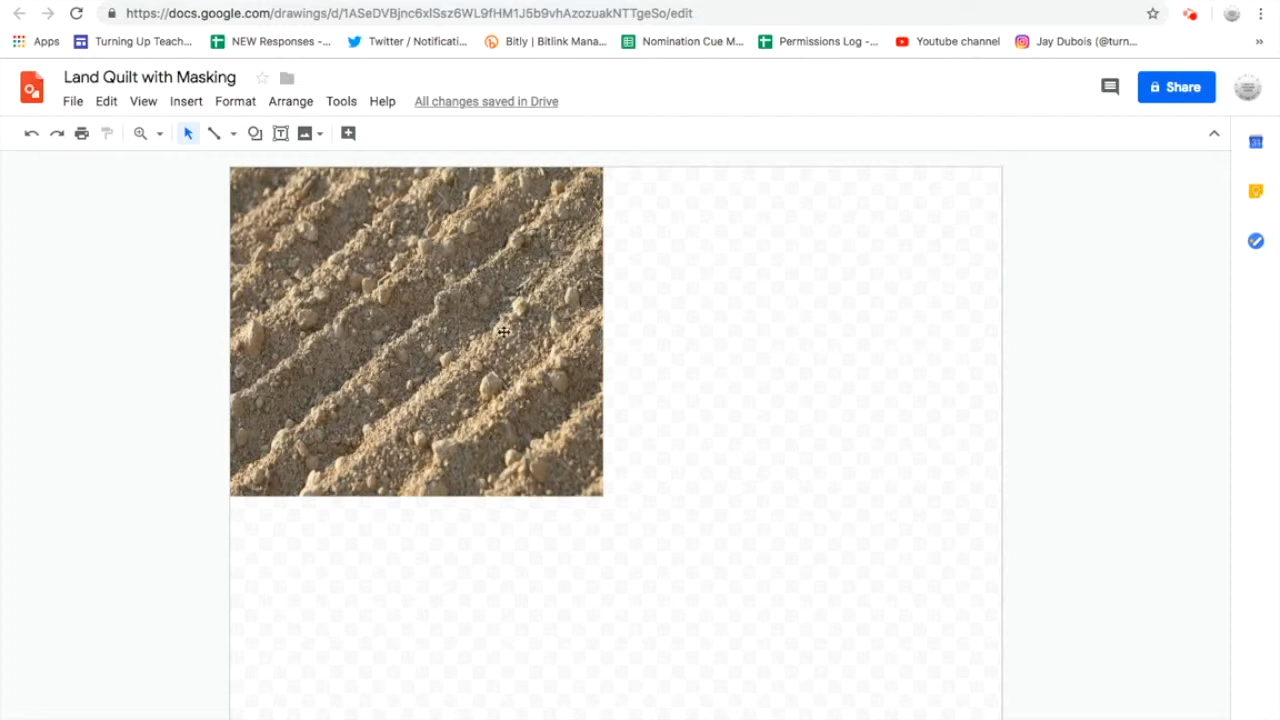 https://docs.google.com/drawings/d/1ASeDVBjnc6xlSsz6WL9fHM1J5b9vhAzozuakNTTgeSo/edit
Apps Turning Up Teach... NEW Responses -... Twitter / Notificati... Bitly | Bitlink Mana... Nomination Cue M... Permissions Log -... Youtube channel Jay Dubois (@turn... »
Land Quilt with Masking
File Edit View Insert Format Arrange Tools Help All changes saved in Drive
Share
31